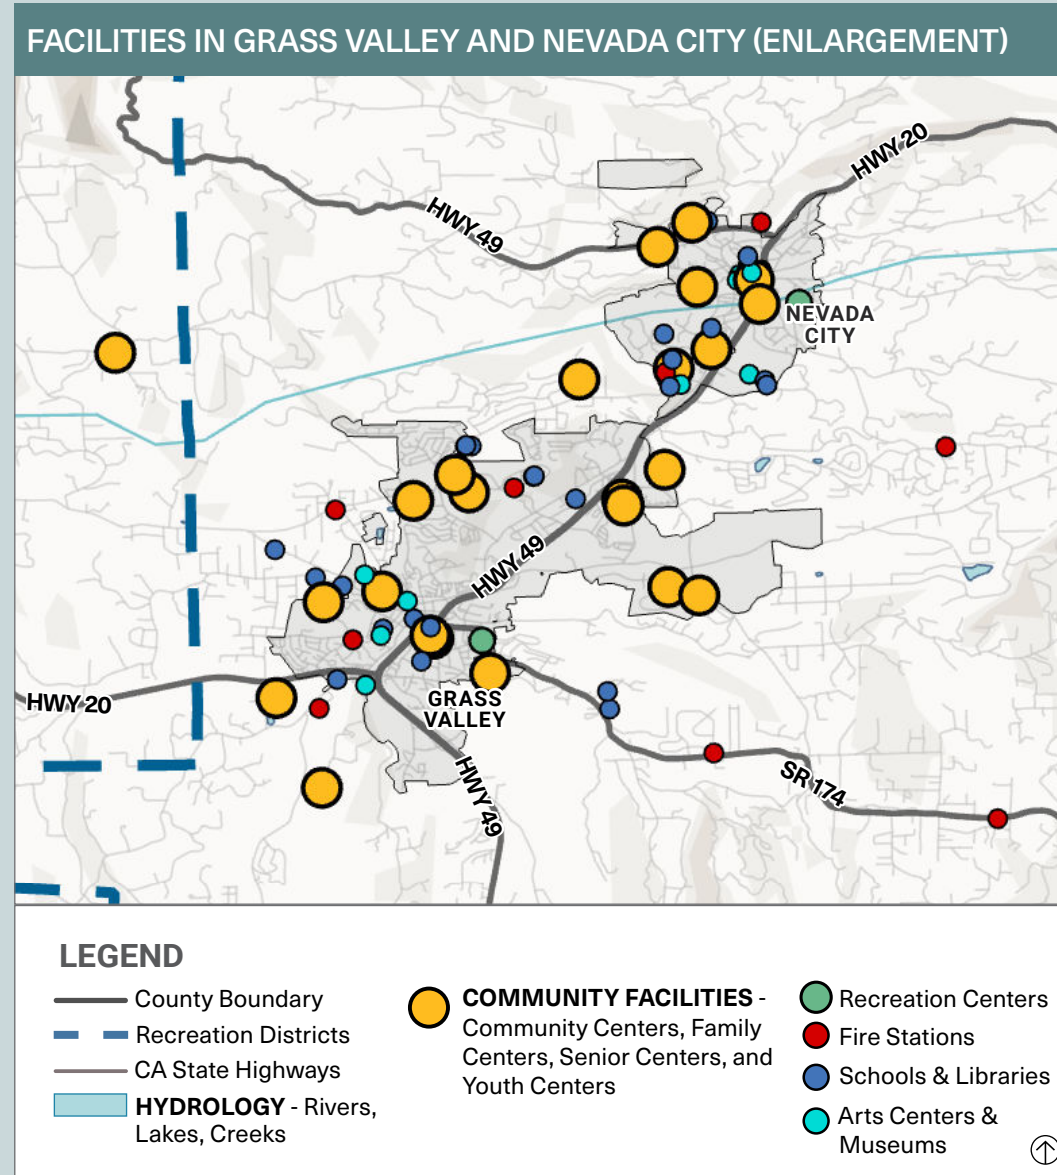 FACILITIES IN GRASS VALLEY AND NEVADA CITY (ENLARGEMENT)
HWY 20
HWY 49
NEVADA
CITY
HWY 49
HWY 20
GRASS
VALLEY
HWY 49
SR 174
LEGEND
County Boundary
Recreation Districts
CA State Highways
HYDROLOGY - Rivers,
Lakes, Creeks
COMMUNITY FACILITIES -
Community Centers, Family
Centers, Senior Centers, and
Youth Centers
Recreation Centers
Fire Stations
Schools & Libraries
Arts Centers &
Museums